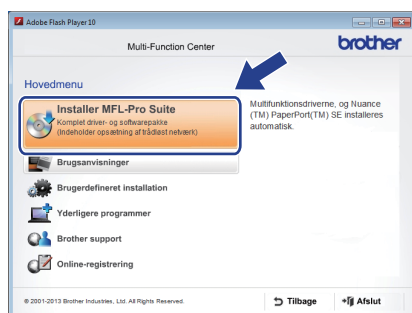 Adobe Flash Player 10
Multi-Function Center
brother
Hovedmenu
Installer MFL-Pro Suite
Komplet driver- og softwarepakke
(Indeholder opsætning af trådløst netværk)
Multifunktionsdriverne, og Nuance
(TM) PaperPort(TM) SE installeres
automatisk.
Brugsanvisninger
Brugerdefineret installation
Yderligere programmer
Brother support
Online-registrering
© 2001-2013 Brother Industries, Ltd. All Rights Reserved.
Tilbage
Afslut